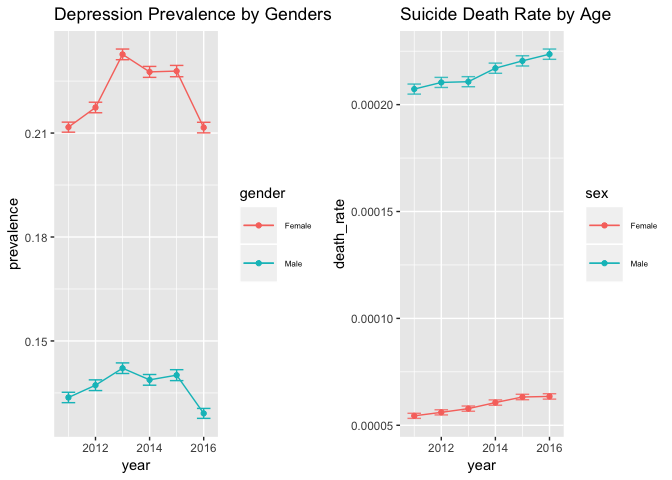 Depression Prevalence by Genders
0.21
0.18
0.15
prevalence
2012
2014
2016
year
gender
Female
Male
Suicide Death Rate by Age
0.00020
0.00015
0.00010
0.00005
death_rate
2012
2014
2016
year
sex
Female
Male